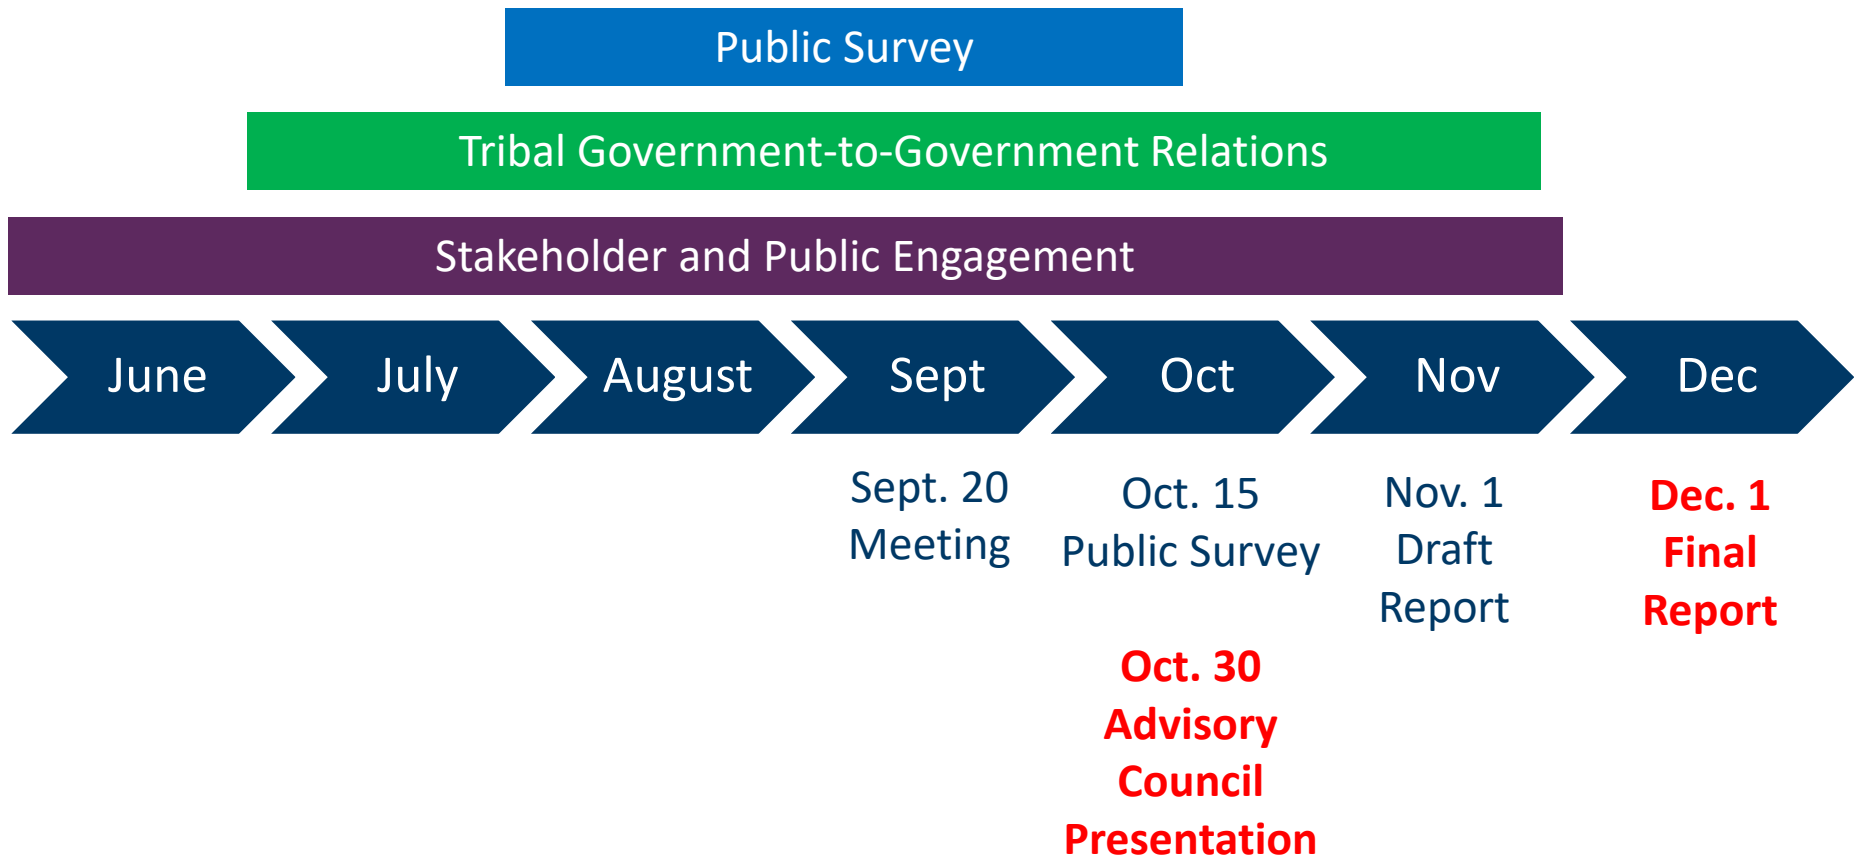 Public Survey
Tribal Government-to-Government Relations
Stakeholder and Public Engagement
June
July
August
Sept
Oct
Nov
Dec
Sept. 20
Meeting
Oct. 15
Public Survey
Oct. 30
Advisory
Council
Presentation
Nov. 1
Draft
Report
Dec. 1
Final
Report